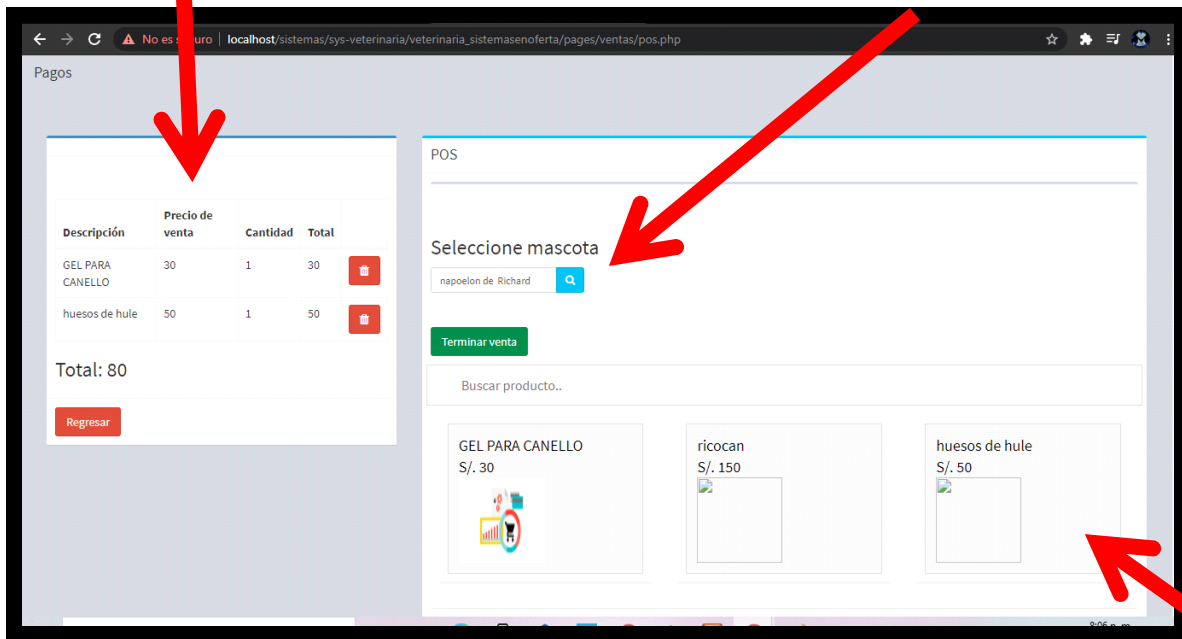 No es
uro
localhost/sistemas/sys-veterinaria/veterinaria_sistemasenoferta/pages/ventas/pos.php
Pagos
Descripción Precio de venta Cantidad Total
GEL PARA CANELLO 30 1 30
huesos de hule 50 1 50
Total: 80
Regresar
POS
Seleccione mascota
napoelon de Richard
Terminar venta
Buscar producto..
GEL PARA CANELLO
S/. 30
ricocan
S/. 150
huesos de hule
S/. 50